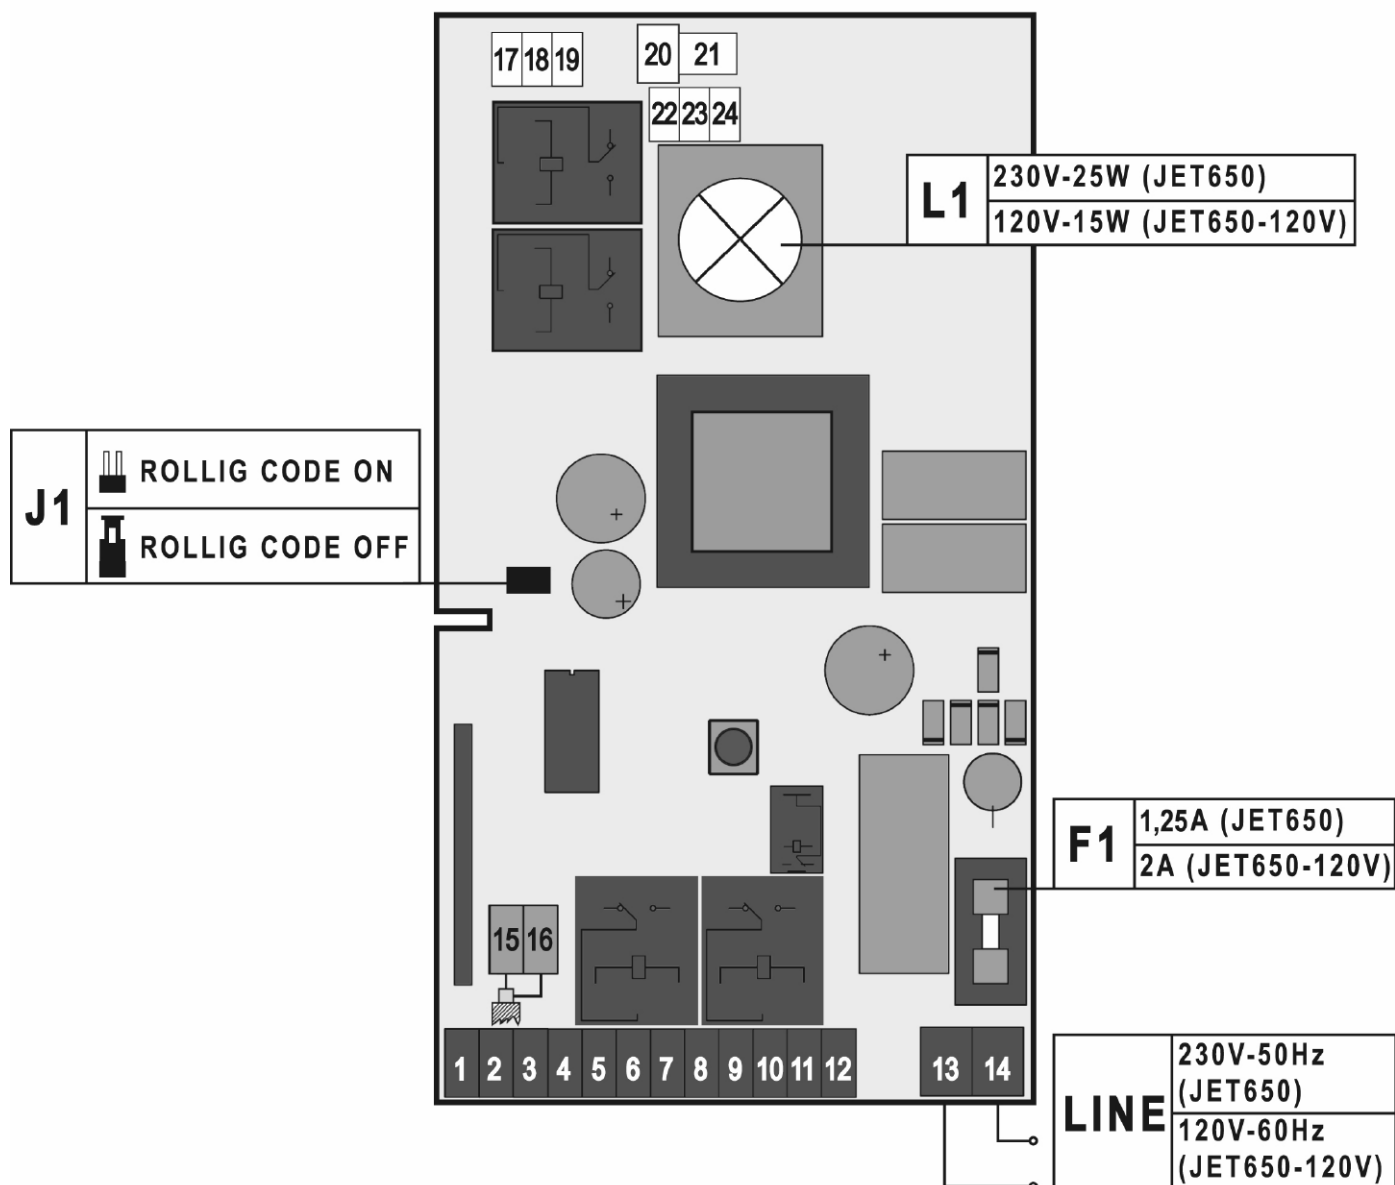 17 18 19
20 21
22 23 24
L1
230V-25W (JET650)
120V-15W (JET650-120V)
J1
ROLLIG CODE ON
ROLLIG CODE OFF
+
+
+
F1
1,25A (JET650)
2A (JET650-120V)
15 16
1 2 3 4 5 6 7 8 9 10 11 12
13 14
LINE
230V-50Hz
(JET650)
120V-60Hz
(JET650-120V)